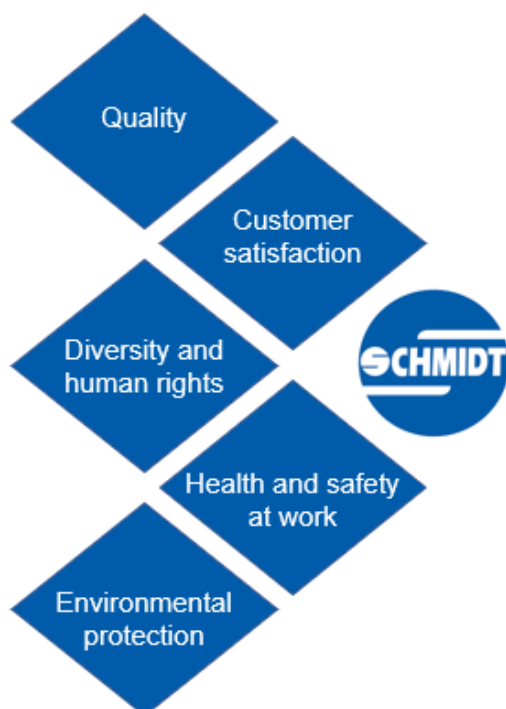 Quality
Customer
satisfaction
Diversity and
human rights
SCHMIDT
Health and safety
at work
Environmental
protection